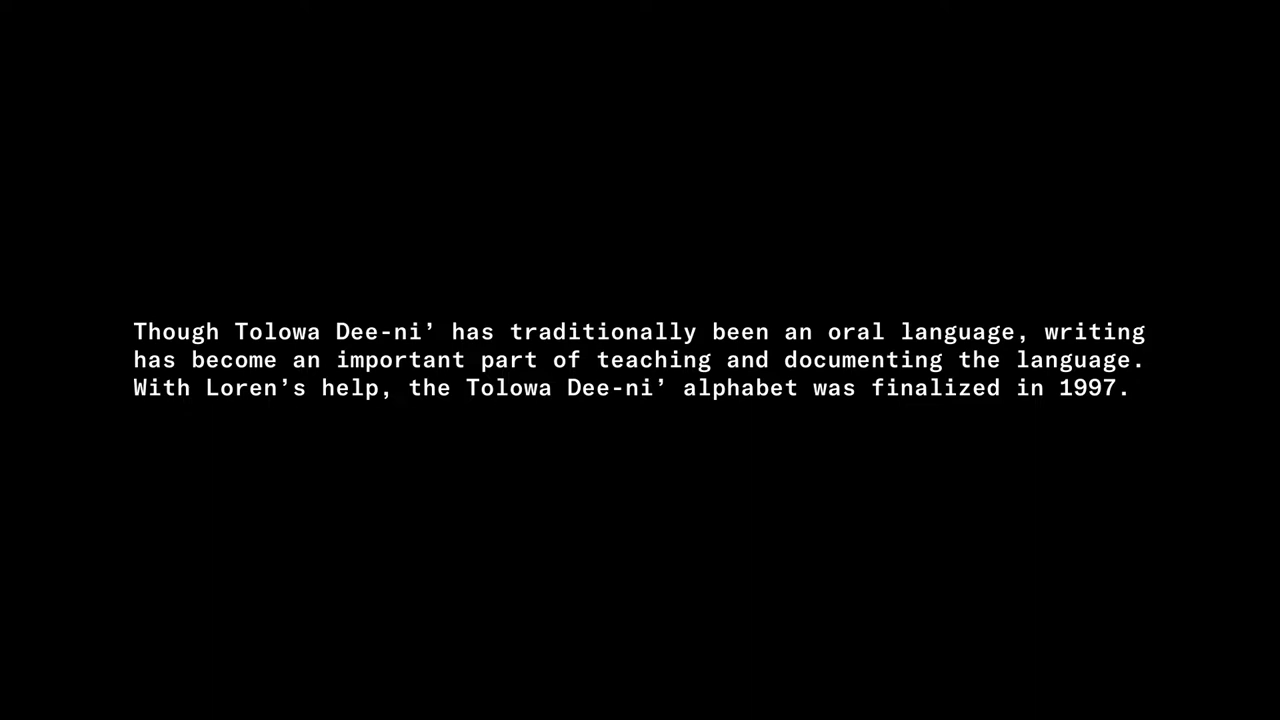 Though Tolowa Dee-ni’ has traditionally been an oral language, writing
has become an important part of teaching and documenting the language.
With Loren’s help, the Tolowa Dee-ni’ alphabet was finalized in 1997.